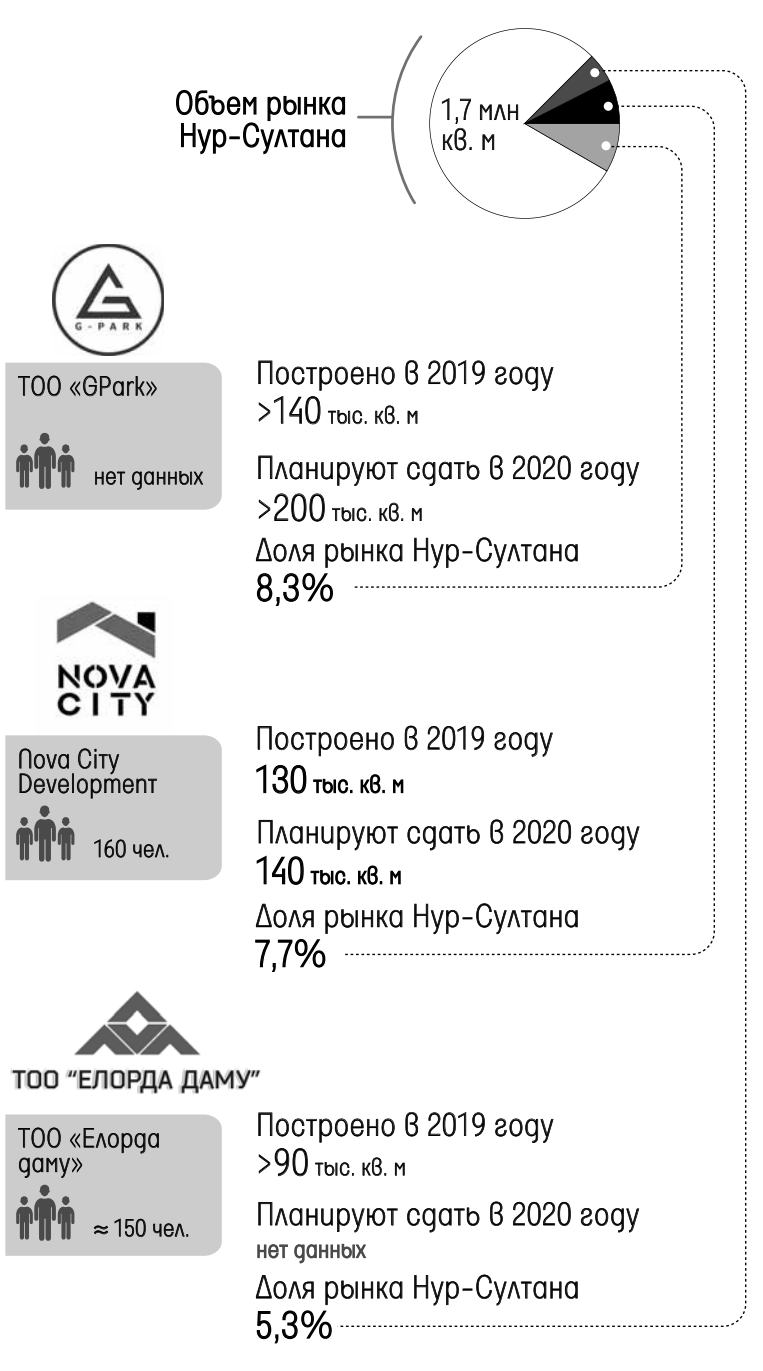 Объем рынка
Нур-Султана
1,7 млн
кв. м
G-PARK
ТОО «GPark»
нет данных
Построено в 2019 году
>140 тыс. кв. м
Планируют сдать в 2020 году
>200 тыс. кв. м
Доля рынка Нур-Султана
8,3%
NOVA
CITY
Nova City
Development
160 чел.
Построено в 2019 году
130 тыс. кв. м
Планируют сдать в 2020 году
140 тыс. кв. м
Доля рынка Нур-Султана
7,7%
ТОО "ЕЛОРДА ДАМУ"
ТОО «Елорда
даму»
≈ 150 чел.
Построено в 2019 году
>90 тыс. кв. м
Планируют сдать в 2020 году
нет данных
Доля рынка Нур-Султана
5,3%